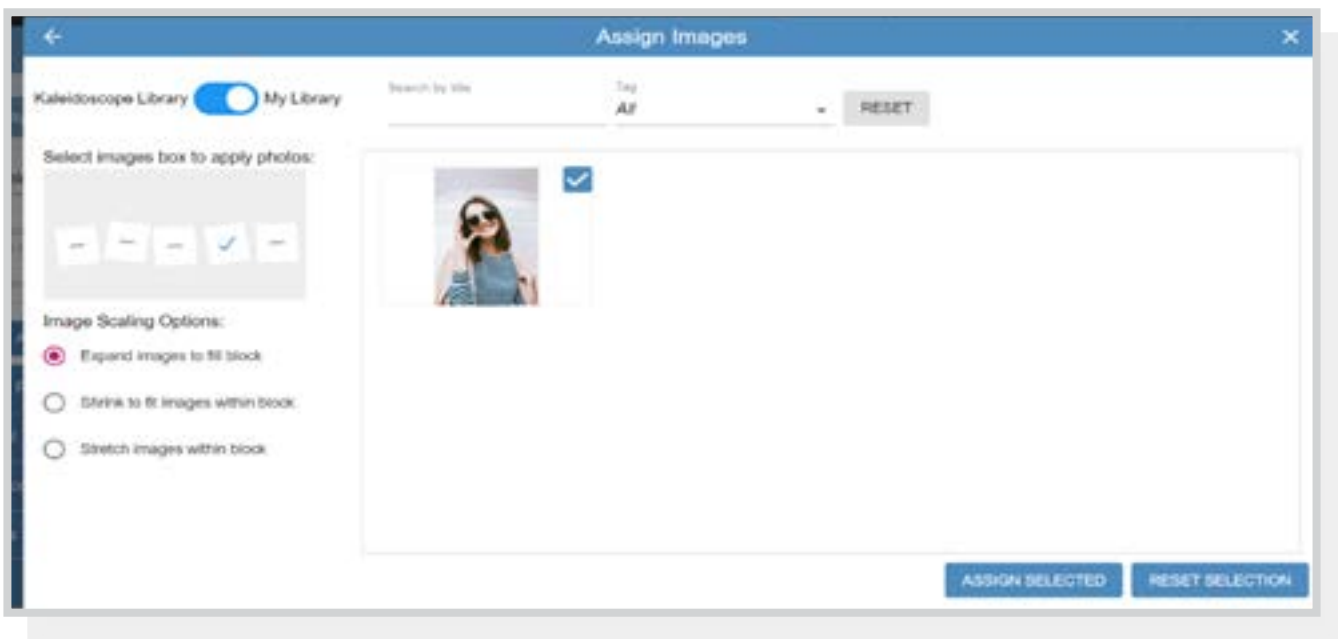 Assign Images
Kaleidoscope Library My Library
Search by title
Tag
All
RESET
Select images box to apply photos:
Image Scaling Options:
Expand images to fill block
Shrink to fit images within block
Stretch images within block
ASSIGN SELECTED RESET SELECTION